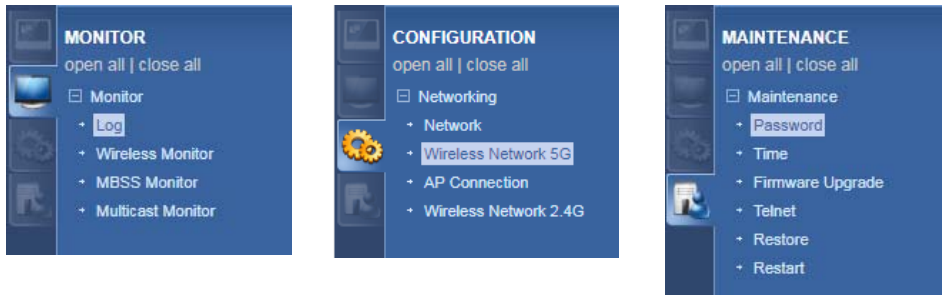 MONITOR
open all | close all
Monitor
Log
Wireless Monitor
MBSS Monitor
Multicast Monitor
CONFIGURATION
open all | close all
Networking
Network
Wireless Network 5G
AP Connection
Wireless Network 2.4G
MAINTENANCE
open all | close all
Maintenance
Password
Time
Firmware Upgrade
Telnet
Restore
Restart